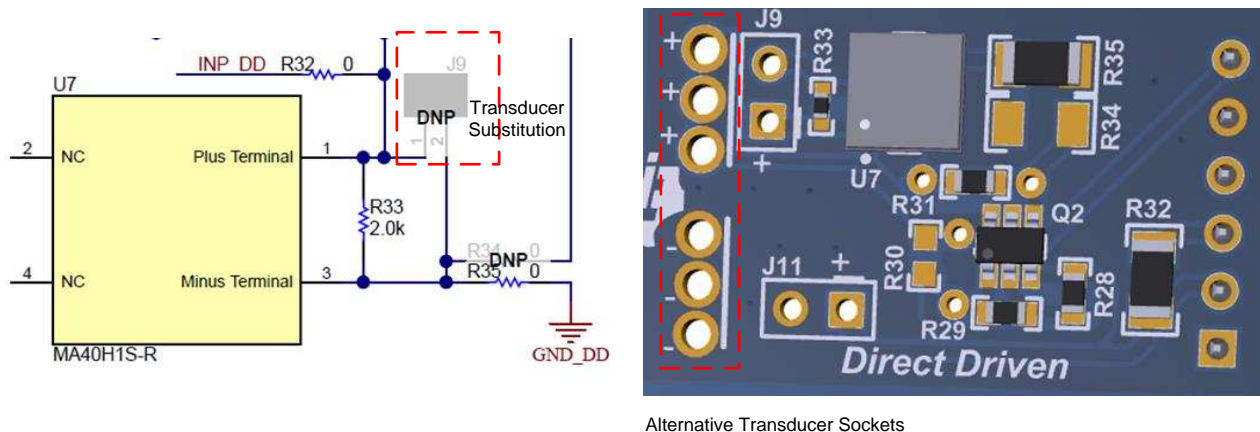 INP_DD R32 0
J9
U7
Transducer
Substitution
DNP
1 2
2 NC Plus Terminal 1
R33
2.0k
R34 DNP 0
R35 0
4 NC Minus Terminal 3
MA40H1S-R
GND_DD
J9
R33
R35
R34
+
+
+
+
U7
R31
Q2
R32
R30
J11 +
R28
R29
-
-
-
Direct Driven
Alternative Transducer Sockets